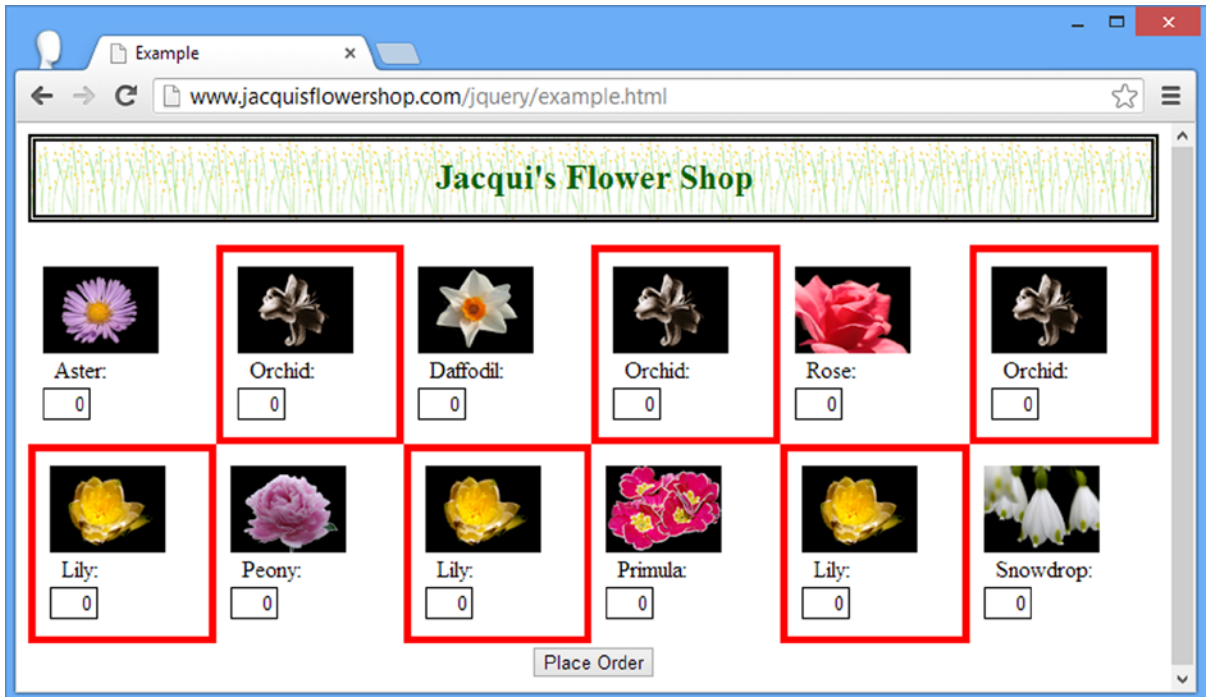 Example
www.jacquisflowershop.com/jquery/example.html
Jacqui's Flower Shop
Aster: Orchid: Daffodil: Orchid: Rose: Orchid:
0 0 0 0 0 0
Lily: Peony: Lily: Primula: Lily: Snowdrop:
0 0 0 0 0 0
Place Order